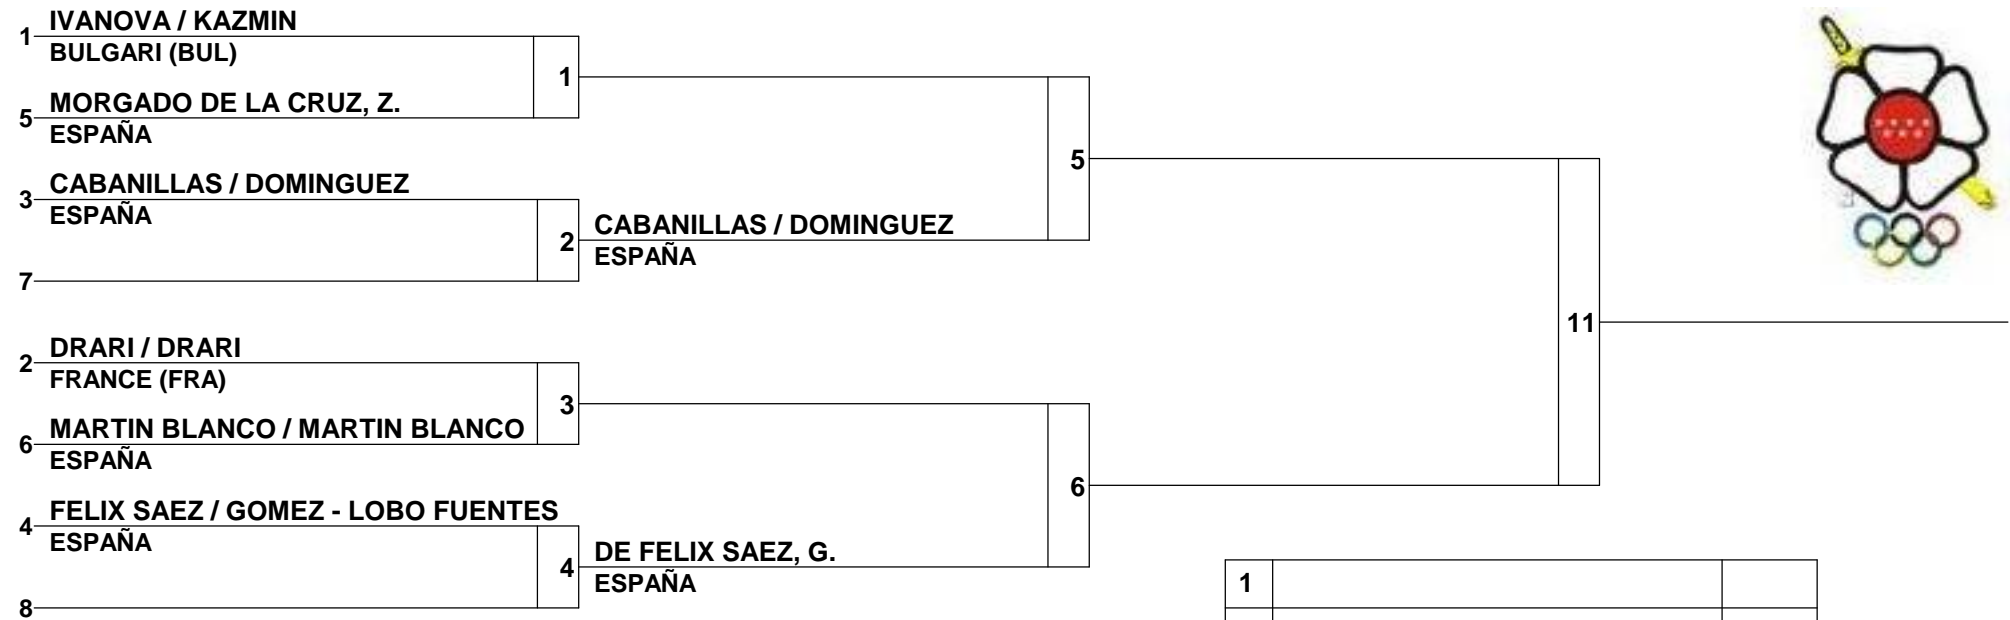 1 IVANOVA / KAZMIN
BULGARI (BUL)
1
5 MORGADO DE LA CRUZ, Z.
ESPAÑA
5
3 CABANILLAS / DOMINGUEZ
ESPAÑA
2 CABANILLAS / DOMINGUEZ
ESPAÑA
7
11
2 DRARI / DRARI
FRANCE (FRA)
3
6 MARTIN BLANCO / MARTIN BLANCO
ESPAÑA
6
4 FELIX SAEZ / GOMEZ - LOBO FUENTES
ESPAÑA
4 DE FELIX SAEZ, G.
ESPAÑA
8
1